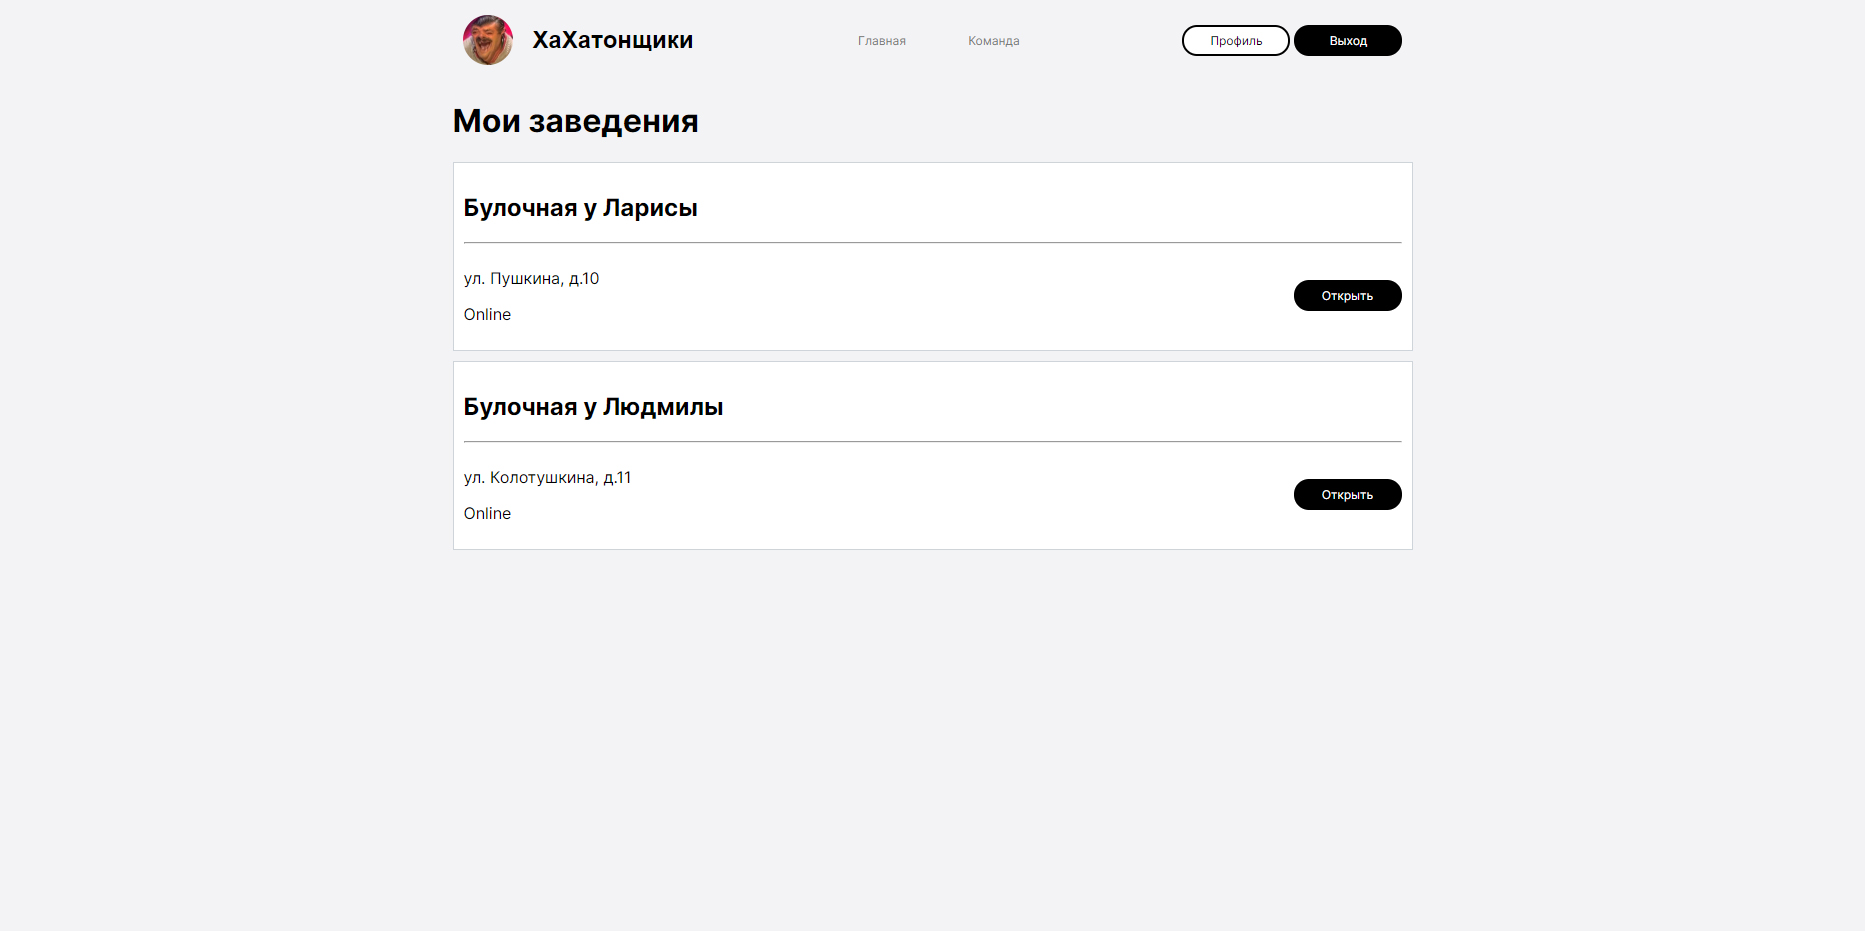 ХаХатонщики
Главная
Команда
Профиль
Выход
Мои заведения
Булочная у Ларисы
ул. Пушкина, д.10
Online
Открыть
Булочная у Людмилы
ул. Колотушкина, д.11
Online
Открыть